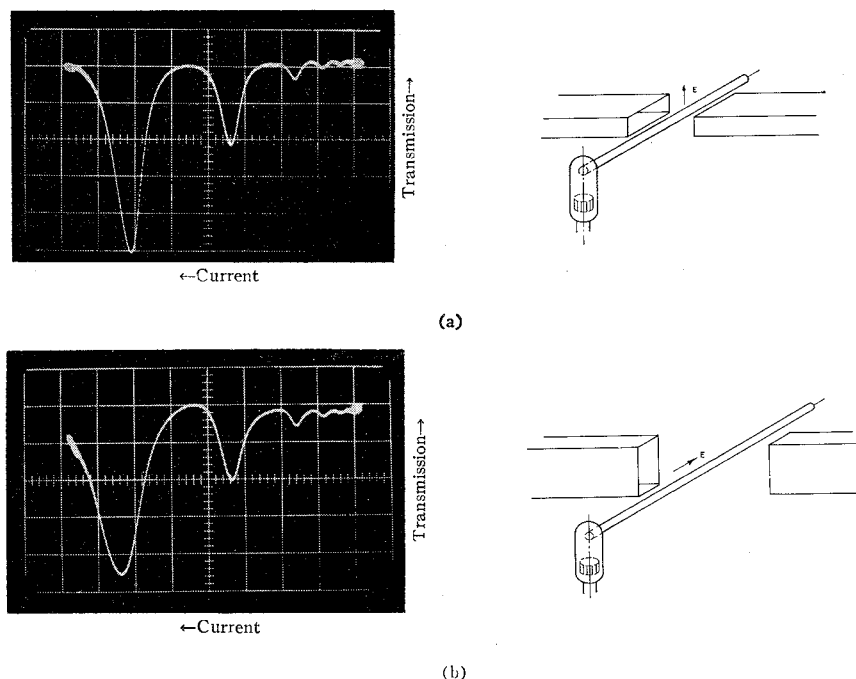 Transmission→
E
←Current
(a)
Transmission→
E
←Current
(b)